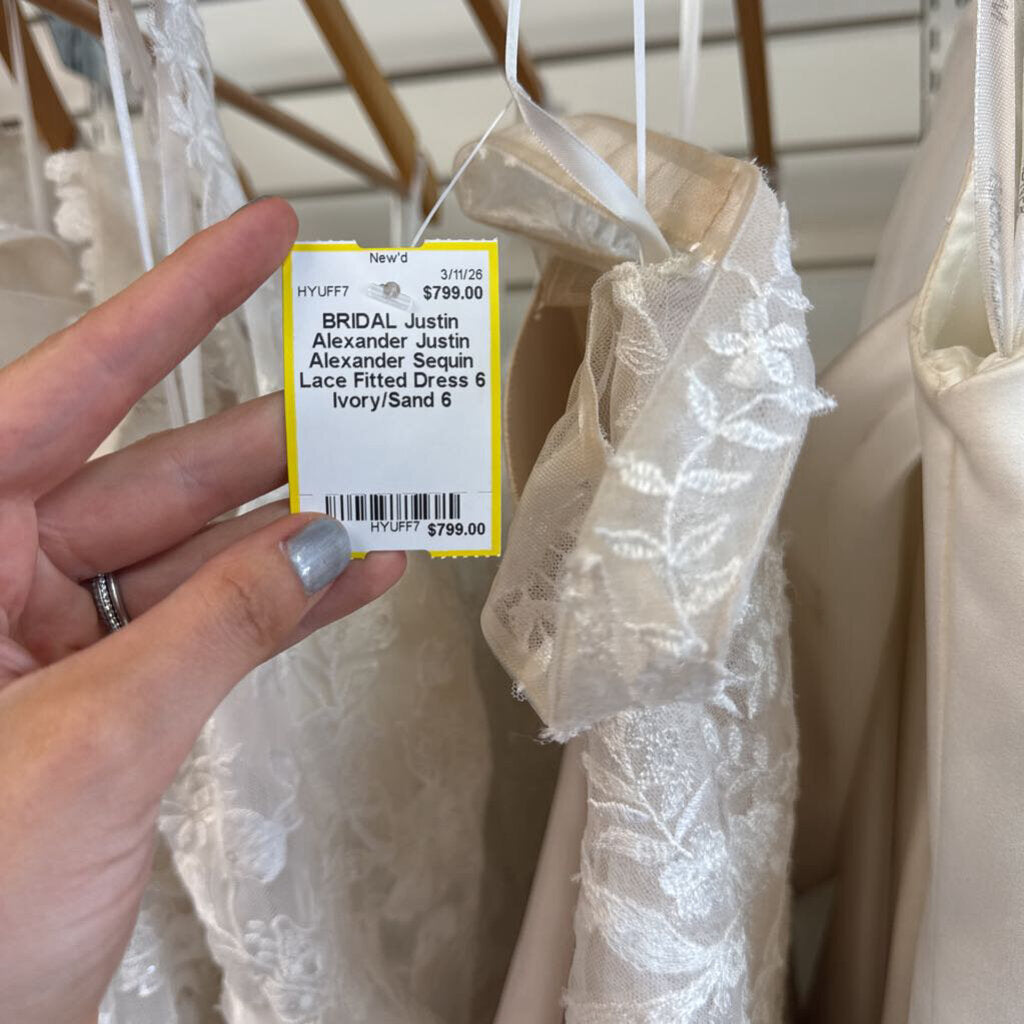 New'd
3/11/26
HYUFF7 $799.00
BRIDAL Justin
Alexander Justin
Alexander Sequin
Lace Fitted Dress 6
Ivory/Sand 6
HYUFF7 $799.00